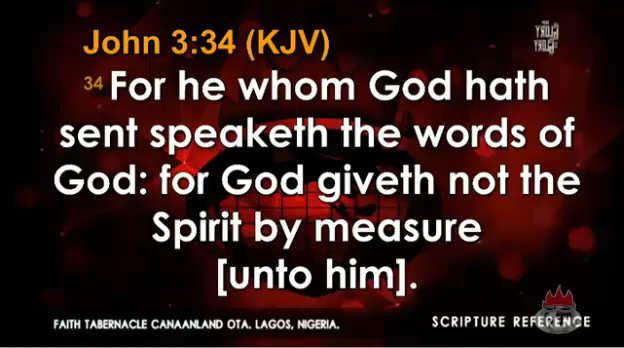 John 3:34 (KJV)
34 For he whom God hath
sent speaketh the words of
God: for God giveth not the
Spirit by measure
[unto him].
FAITH TABERNACLE CANAANLAND OTA. LAGOS, NIGERIA.
SCRIPTURE REFERENCE